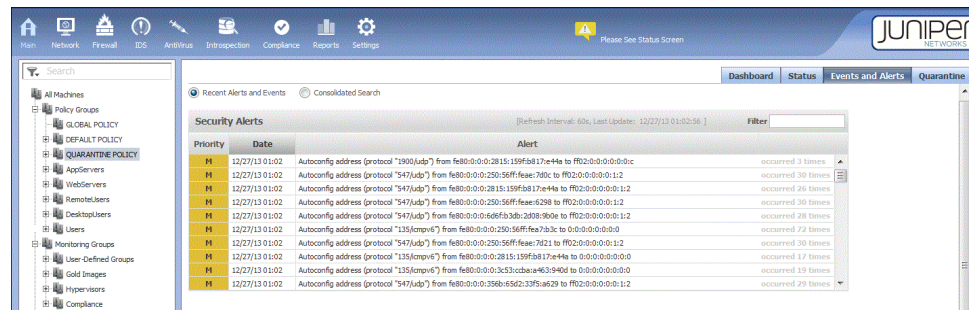 Main Network Firewall IDS AntiVirus Introspection Compliance Reports Settings
Please See Status Screen
JUNIPER
NETWORKS
Search
Dashboard Status Events and Alerts Quarantine
Recent Alerts and Events Consolidated Search
All Machines
Policy Groups
GLOBAL POLICY
DEFAULT POLICY
QUARANTINE POLICY
AppServers
WebServers
RemoteUsers
DesktopUsers
Users
Monitoring Groups
User-Defined Groups
Gold Images
Hypervisors
Compliance
Security Alerts [Refresh Interval: 60s, Last Update: 12/27/13 01:02:56 ] Filter
Priority Date Alert
M 12/27/13 01:02 Autoconfig address (protocol "1900/udp") from fe80:0:0:0:2815:159f:b817:e44a to ff02:0:0:0:0:0:0:c occurred 3 times
M 12/27/13 01:02 Autoconfig address (protocol "547/udp") from fe80:0:0:0:250:56ff:feae:7d0c to ff02:0:0:0:0:0:1:2 occurred 30 times
M 12/27/13 01:02 Autoconfig address (protocol "547/udp") from fe80:0:0:0:2815:159f:b817:e44a to ff02:0:0:0:0:0:1:2 occurred 26 times
M 12/27/13 01:02 Autoconfig address (protocol "547/udp") from fe80:0:0:0:250:56ff:feae:6298 to ff02:0:0:0:0:0:1:2 occurred 30 times
M 12/27/13 01:02 Autoconfig address (protocol "547/udp") from fe80:0:0:0:6d6f:b3db:2d08:9b0e to ff02:0:0:0:0:0:1:2 occurred 28 times
M 12/27/13 01:02 Autoconfig address (protocol "135/icmpv6") from fe80:0:0:0:250:56ff:fea7:b3c to 0:0:0:0:0:0:0:0 occurred 72 times
M 12/27/13 01:02 Autoconfig address (protocol "547/udp") from fe80:0:0:0:250:56ff:feae:7d21 to ff02:0:0:0:0:0:1:2 occurred 30 times
M 12/27/13 01:02 Autoconfig address (protocol "135/icmpv6") from fe80:0:0:0:2815:159f:b817:e44a to 0:0:0:0:0:0:0:0 occurred 17 times
M 12/27/13 01:02 Autoconfig address (protocol "135/icmpv6") from fe80:0:0:0:3c53:ccba:a463:940d to 0:0:0:0:0:0:0:0 occurred 19 times
M 12/27/13 01:02 Autoconfig address (protocol "547/udp") from fe80:0:0:0:356b:65d2:33f5:a629 to ff02:0:0:0:0:0:1:2 occurred 29 times